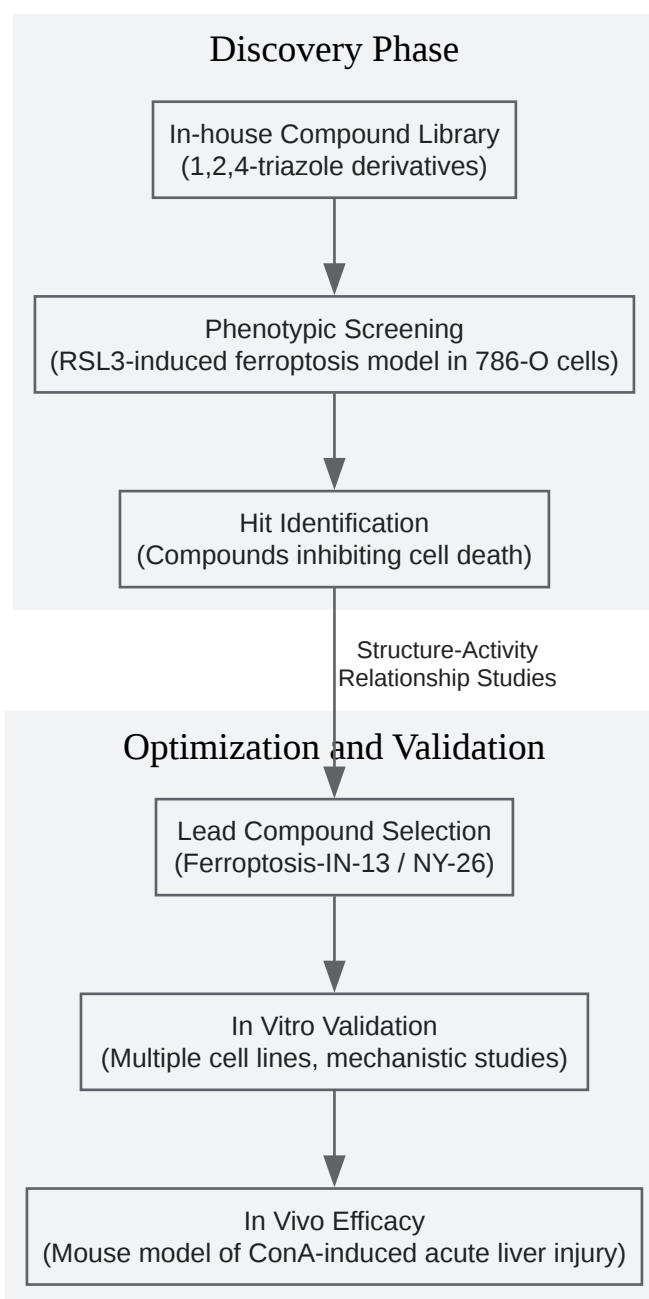 Discovery Phase
In-house Compound Library
(1,2,4-triazole derivatives)
Phenotypic Screening
(RSL3-induced ferroptosis model in 786-O cells)
Hit Identification
(Compounds inhibiting cell death)
Structure-Activity
Relationship Studies
Optimization and Validation
Lead Compound Selection
(Ferroptosis-IN-13 / NY-26)
In Vitro Validation
(Multiple cell lines, mechanistic studies)
In Vivo Efficacy
(Mouse model of ConA-induced acute liver injury)